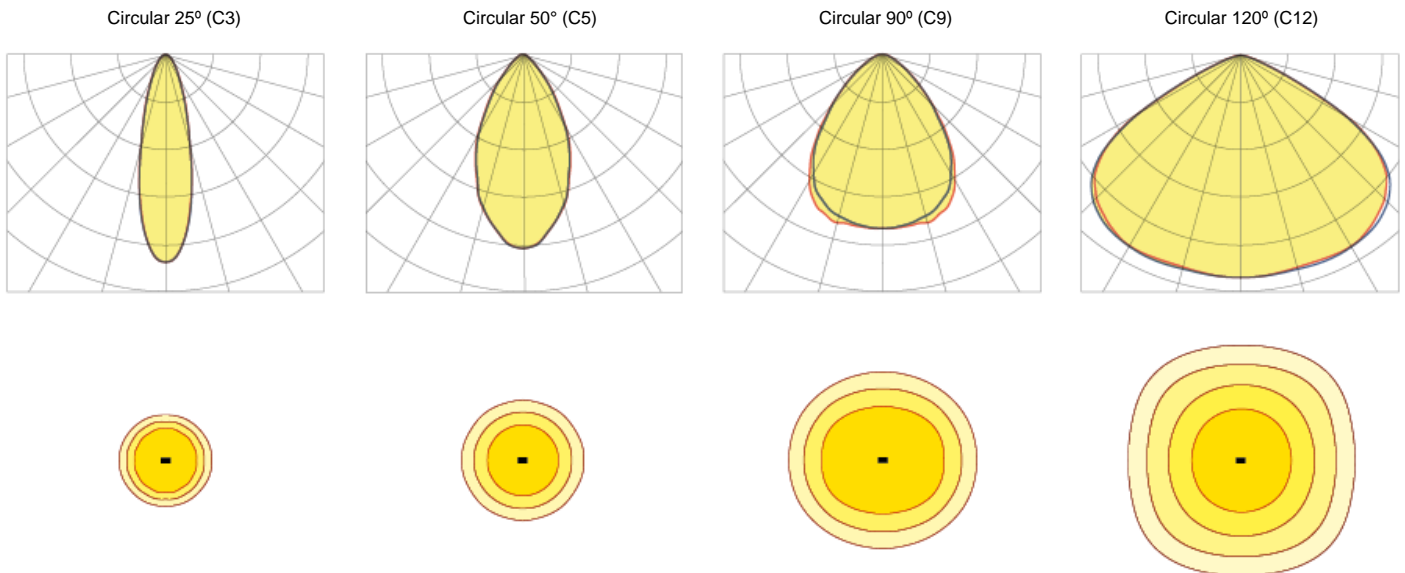 Circular 25º (C3)
Circular 50° (C5)
Circular 90º (C9)
Circular 120º (C12)